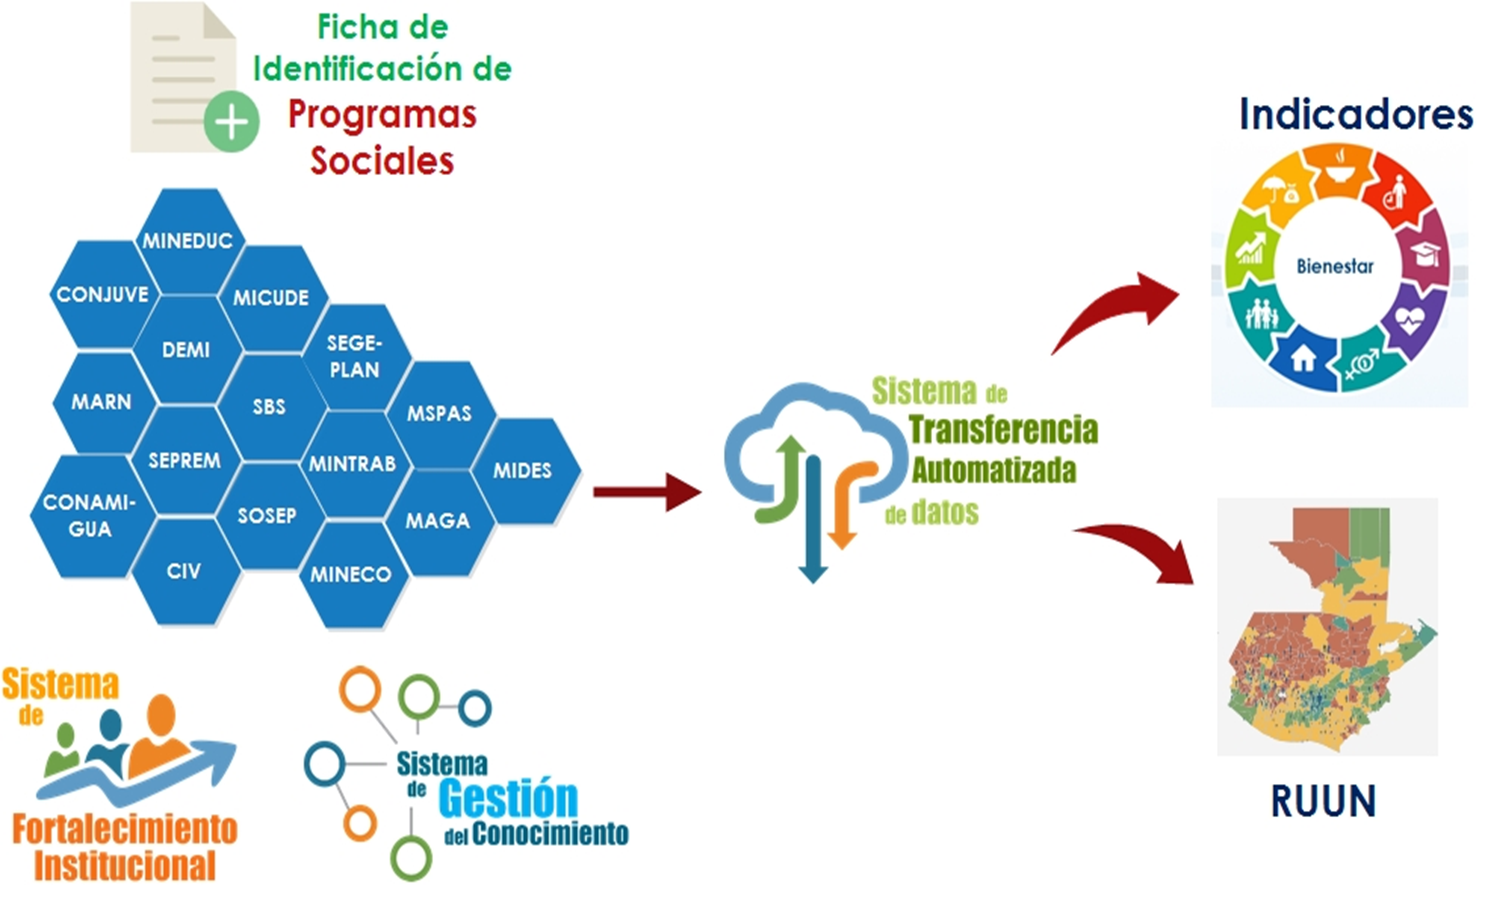 Ficha de
Identificación de
Programas
Sociales
MINEDUC
CONJUVE
MICUDE
DEMI
SEGE-
PLAN
MARN
SBS
MSPAS
SEPREM
MINTRAB
MIDES
CONAMI-
GUA
SOSEP
MAGA
CIV
MINECO
Sistema de
Transferencia
Automatizada
de datos
Indicadores
Bienestar
RUUN
Sistema
de
Fortalecimiento
Institucional
Sistema
de
Gestión
del Conocimiento